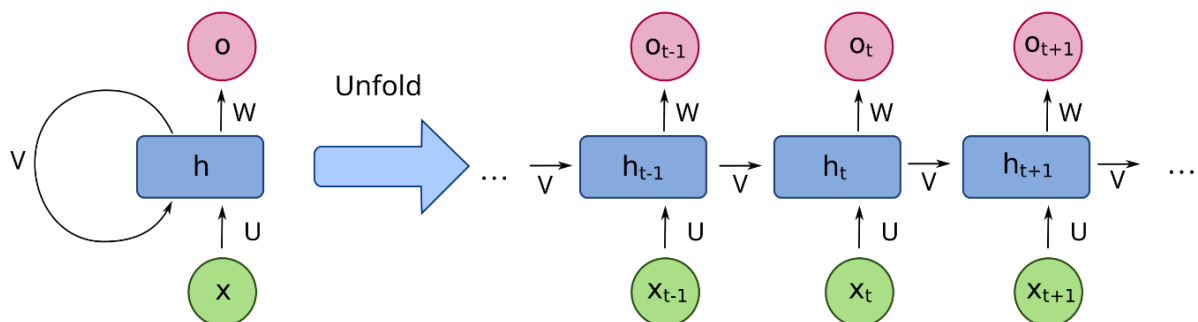 o
o_{t-1}
o_t
o_{t+1}
Unfold
W
W
W
W
V
h
...
V
h_{t-1}
V
h_t
V
h_{t+1}
V
...
U
U
U
U
x
x_{t-1}
x_t
x_{t+1}